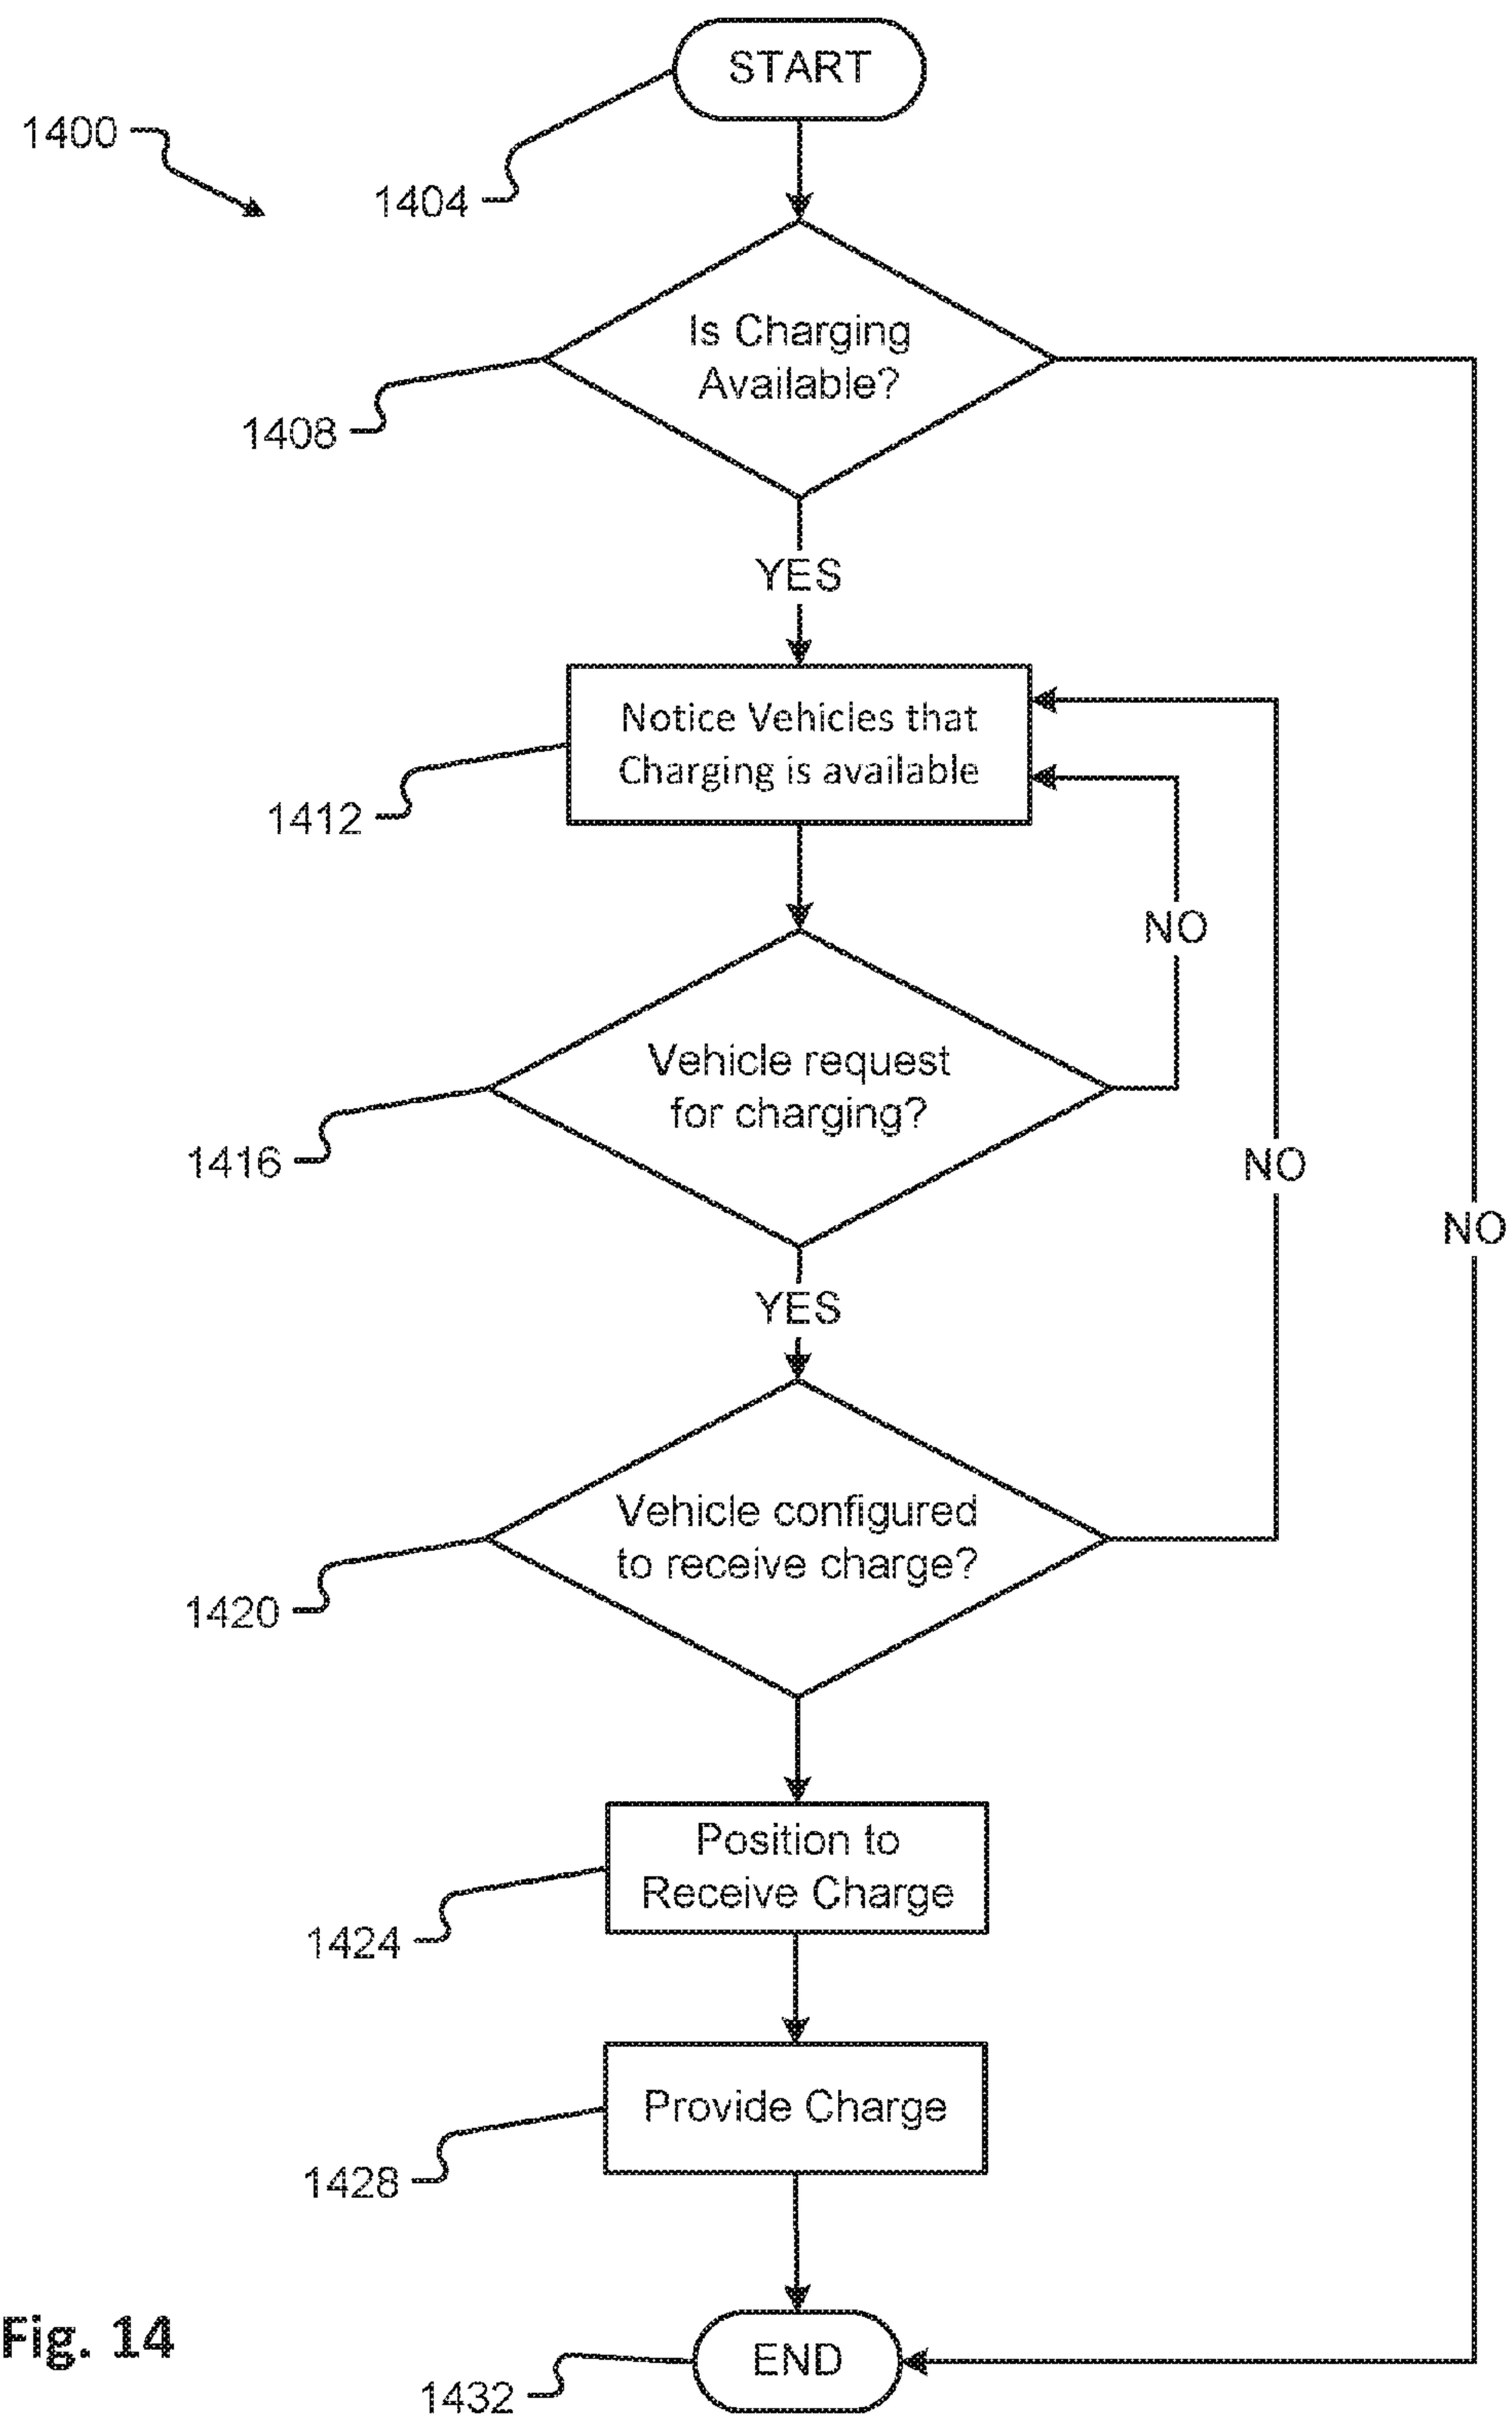 START
1400
1404
Is Charging
Available?
1408
YES
Notice Vehicles that
Charging is available
1412
NO
Vehicle request
for charging?
1416
NO
NO
YES
Vehicle configured
to receive charge?
1420
Position to
Receive Charge
1424
Provide Charge
1428
Fig. 14
END
1432